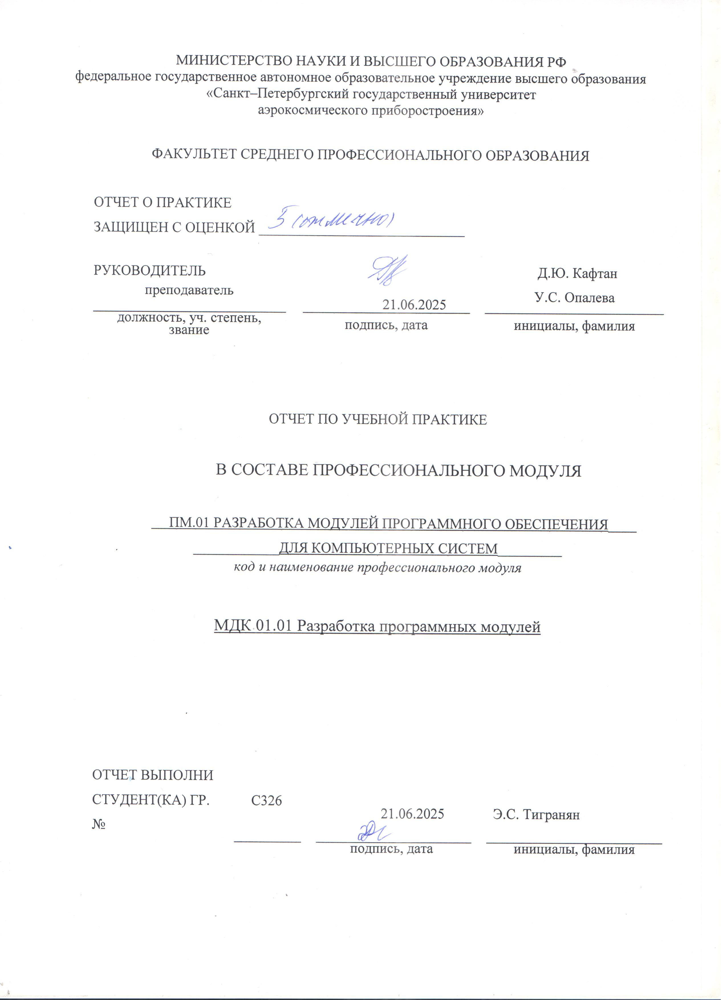 МИНИСТЕРСТВО НАУКИ И ВЫСШЕГО ОБРАЗОВАНИЯ РФ
федеральное государственное автономное образовательное учреждение высшего образования
«Санкт–Петербургский государственный университет
аэрокосмического приборостроения»
ФАКУЛЬТЕТ СРЕДНЕГО ПРОФЕССИОНАЛЬНОГО ОБРАЗОВАНИЯ
ОТЧЕТ О ПРАКТИКЕ
ЗАЩИЩЕН С ОЦЕНКОЙ 5 (отлично)
РУКОВОДИТЕЛЬ
преподаватель
21.06.2025
Д.Ю. Кафтан
У.С. Опалева
должность, уч. степень,
звание
подпись, дата
инициалы, фамилия
ОТЧЕТ ПО УЧЕБНОЙ ПРАКТИКЕ
В СОСТАВЕ ПРОФЕССИОНАЛЬНОГО МОДУЛЯ
ПМ.01 РАЗРАБОТКА МОДУЛЕЙ ПРОГРАММНОГО ОБЕСПЕЧЕНИЯ
ДЛЯ КОМПЬЮТЕРНЫХ СИСТЕМ
код и наименование профессионального модуля
МДК 01.01 Разработка программных модулей
ОТЧЕТ ВЫПОЛНИ
СТУДЕНТ(КА) ГР. С326
№
21.06.2025
Э.С. Тигранян
подпись, дата
инициалы, фамилия